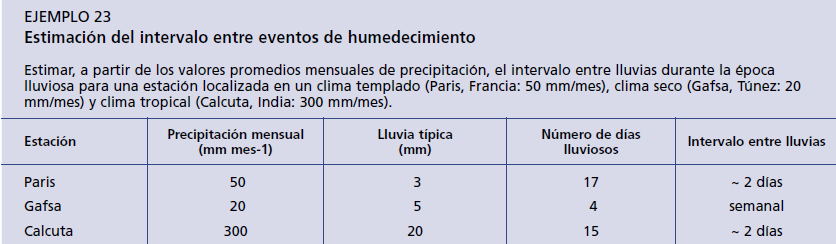 EJEMPLO 23
Estimación del intervalo entre eventos de humedecimiento
Estimar, a partir de los valores promedios mensuales de precipitación, el intervalo entre lluvias durante la época
lluviosa para una estación localizada en un clima templado (Paris, Francia: 50 mm/mes), clima seco (Gafsa, Túnez: 20
mm/mes) y clima tropical (Calcuta, India: 300 mm/mes).
Estación Precipitación mensual (mm mes-1) Lluvia típica (mm) Número de días lluviosos Intervalo entre lluvias
Paris 50 3 17 ~ 2 días
Gafsa 20 5 4 semanal
Calcuta 300 20 15 ~ 2 días